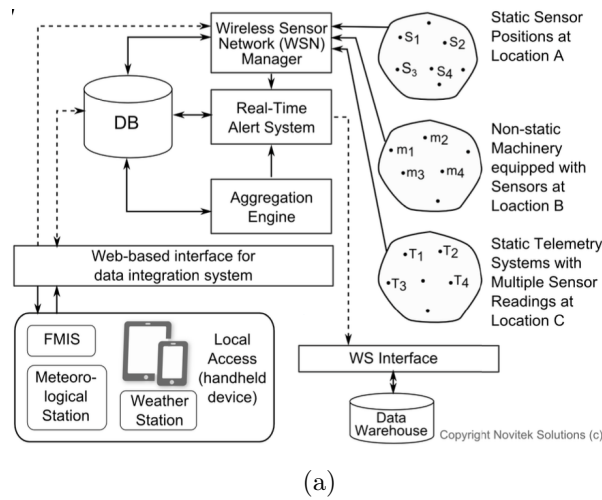 Wireless Sensor
Network (WSN)
Manager
Real-Time
Alert System
Aggregation
Engine
DB
Web-based interface for
data integration system
FMIS
Meteoro-
logical
Station
Weather
Station
Local
Access
(handheld
device)
S1
S2
S3
S4
Static Sensor
Positions at
Location A
m1
m2
m3
m4
Non-static
Machinery
equipped with
Sensors at
Loaction B
T1
T2
T3
T4
Static Telemetry
Systems with
Multiple Sensor
Readings at
Location C
WS Interface
Data
Warehouse
Copyright Novitek Solutions (c)
(a)